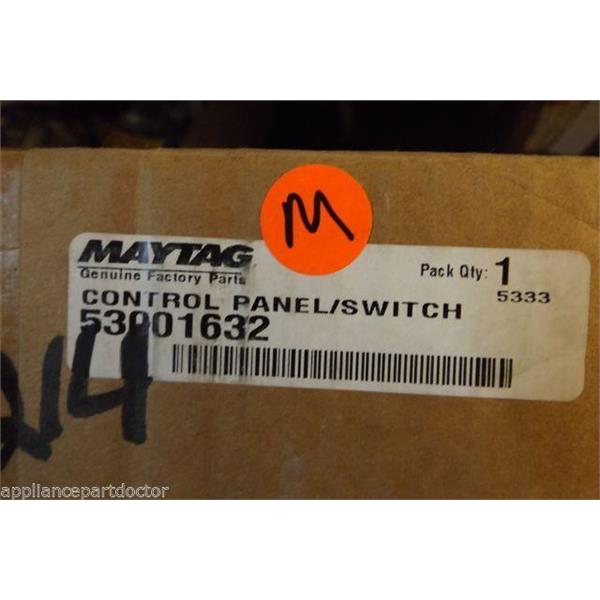 M
MAYTAG
Genuine Factory Parts
Pack Qty: 1
5333
CONTROL PANEL/SWITCH
53001632
appliancepartdoctor